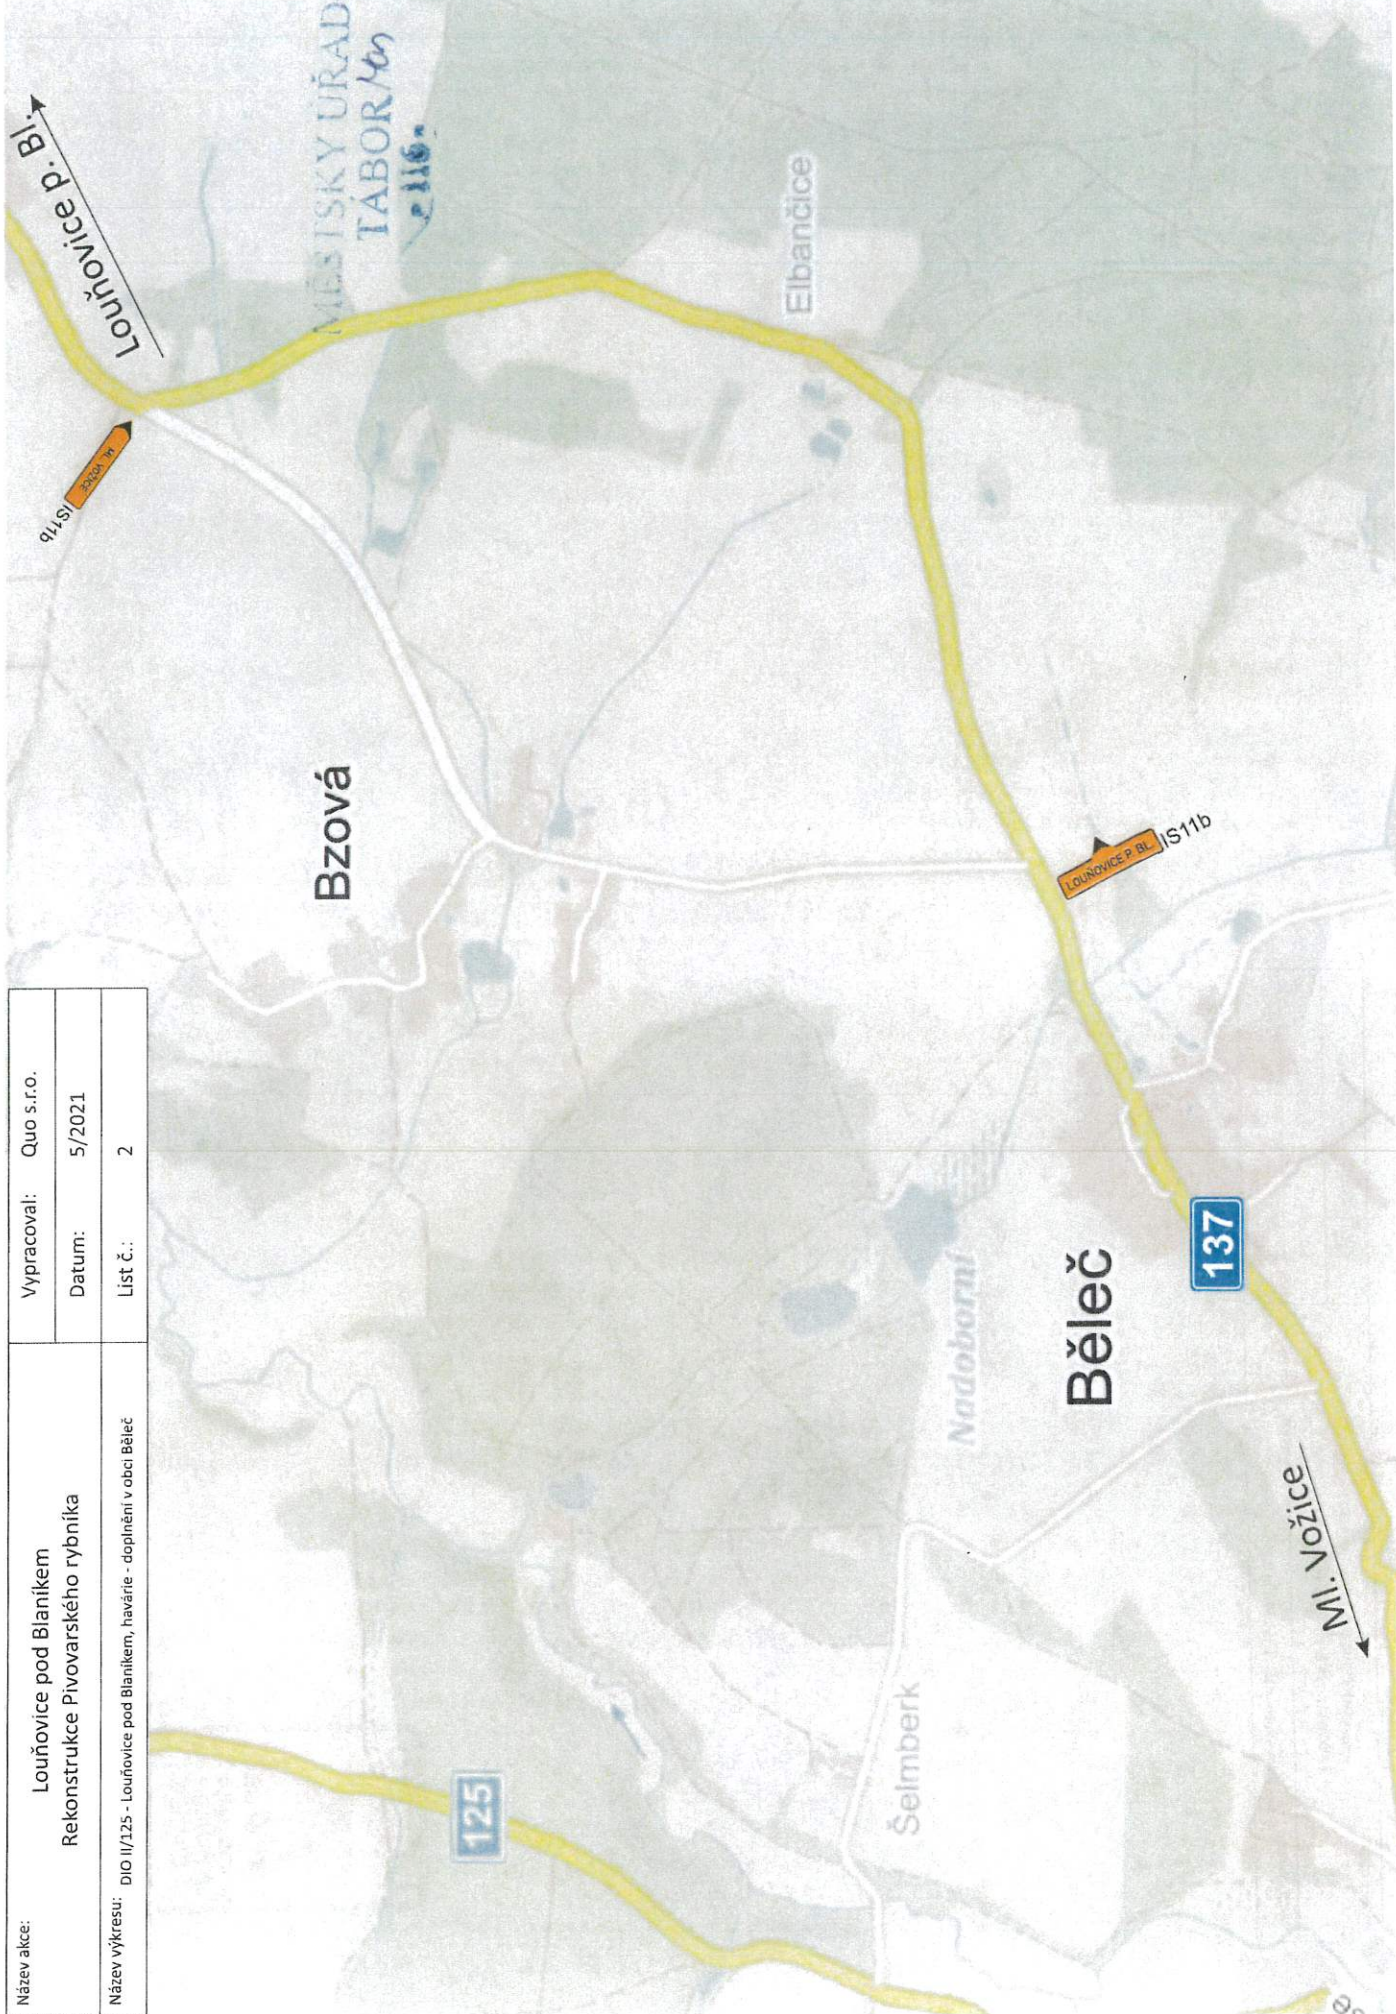 Název akce:
Louňovice pod Blaníkem
Rekonstrukce Pivovarského rybníka
Vypracoval: Quo s.r.o.
Datum: 5/2021
Název výkresu: DIO II/125 - Louňovice pod Blaníkem, havárie - doplnění v obci Běleč
List č.: 2
Louňovice p. Bl.
IS11b
ML. VOŽICE
MĚSTSKÝ ÚŘAD
TÁBOR
116
Bzová
Elbančice
LOUŇOVICE P. BL.
IS11b
125
Šelmberk
Nadoborní
Běleč
137
Ml. Vožice